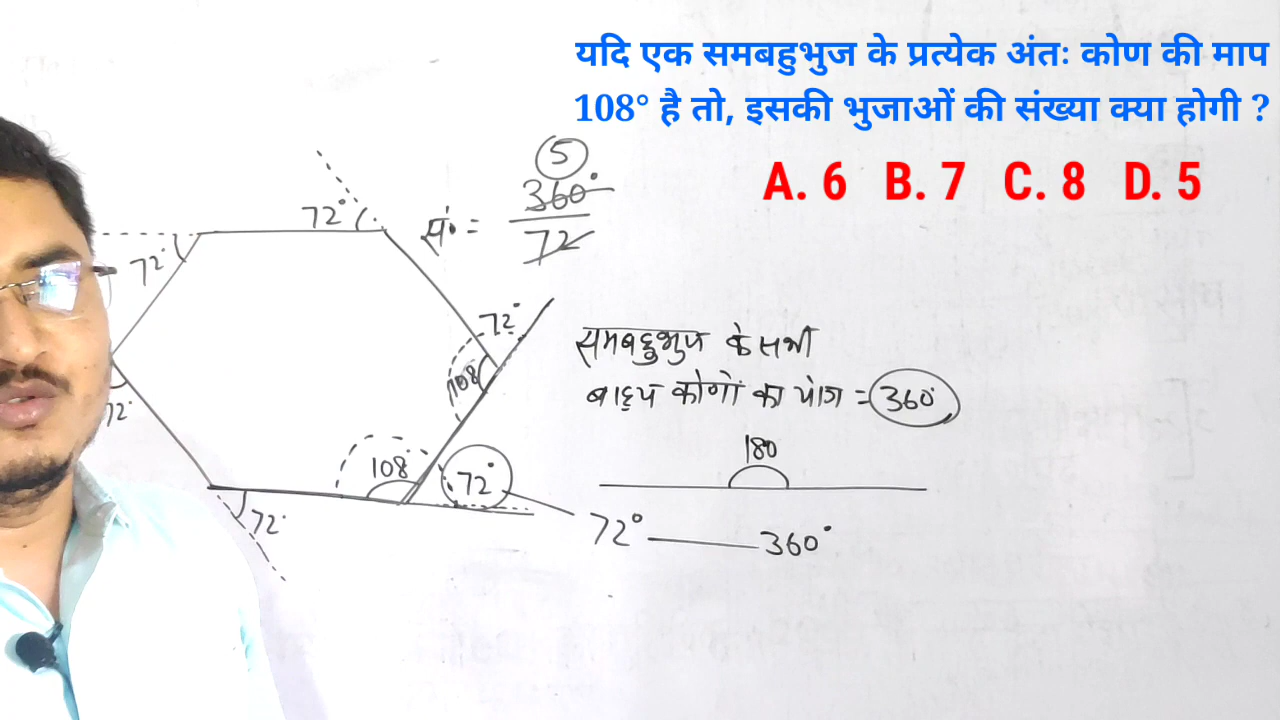 यदि एक समबहुभुज के प्रत्येक अंतः कोण की माप
108° है तो, इसकी भुजाओं की संख्या क्या होगी ?
A. 6 B. 7 C. 8 D. 5
5
सं० = 360°
72
72°
72°
72°
108
72°
108
72°
72°
समबहुभुज के सभी
बाह्य कोणों का योग = 360°
180
72° 360°